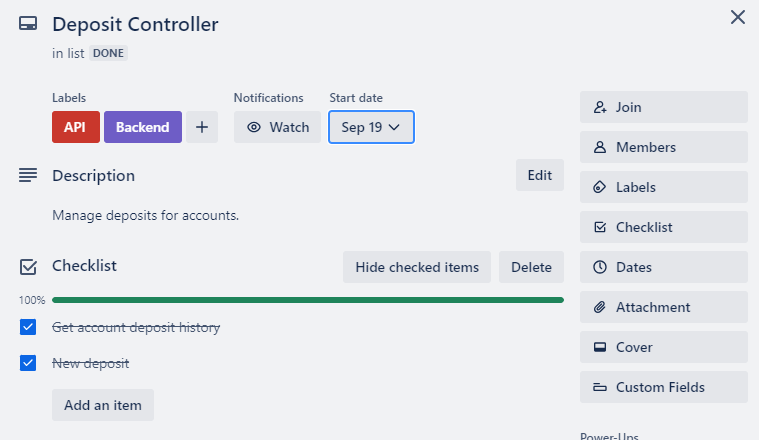 Deposit Controller
in list DONE
Labels
Notifications
Start date
API
Backend
Watch
Sep 19
Description
Edit
Manage deposits for accounts.
Checklist
Hide checked items
Delete
100%
Get account deposit history
New deposit
Add an item
Join
Members
Labels
Checklist
Dates
Attachment
Cover
Custom Fields
Power-Ups